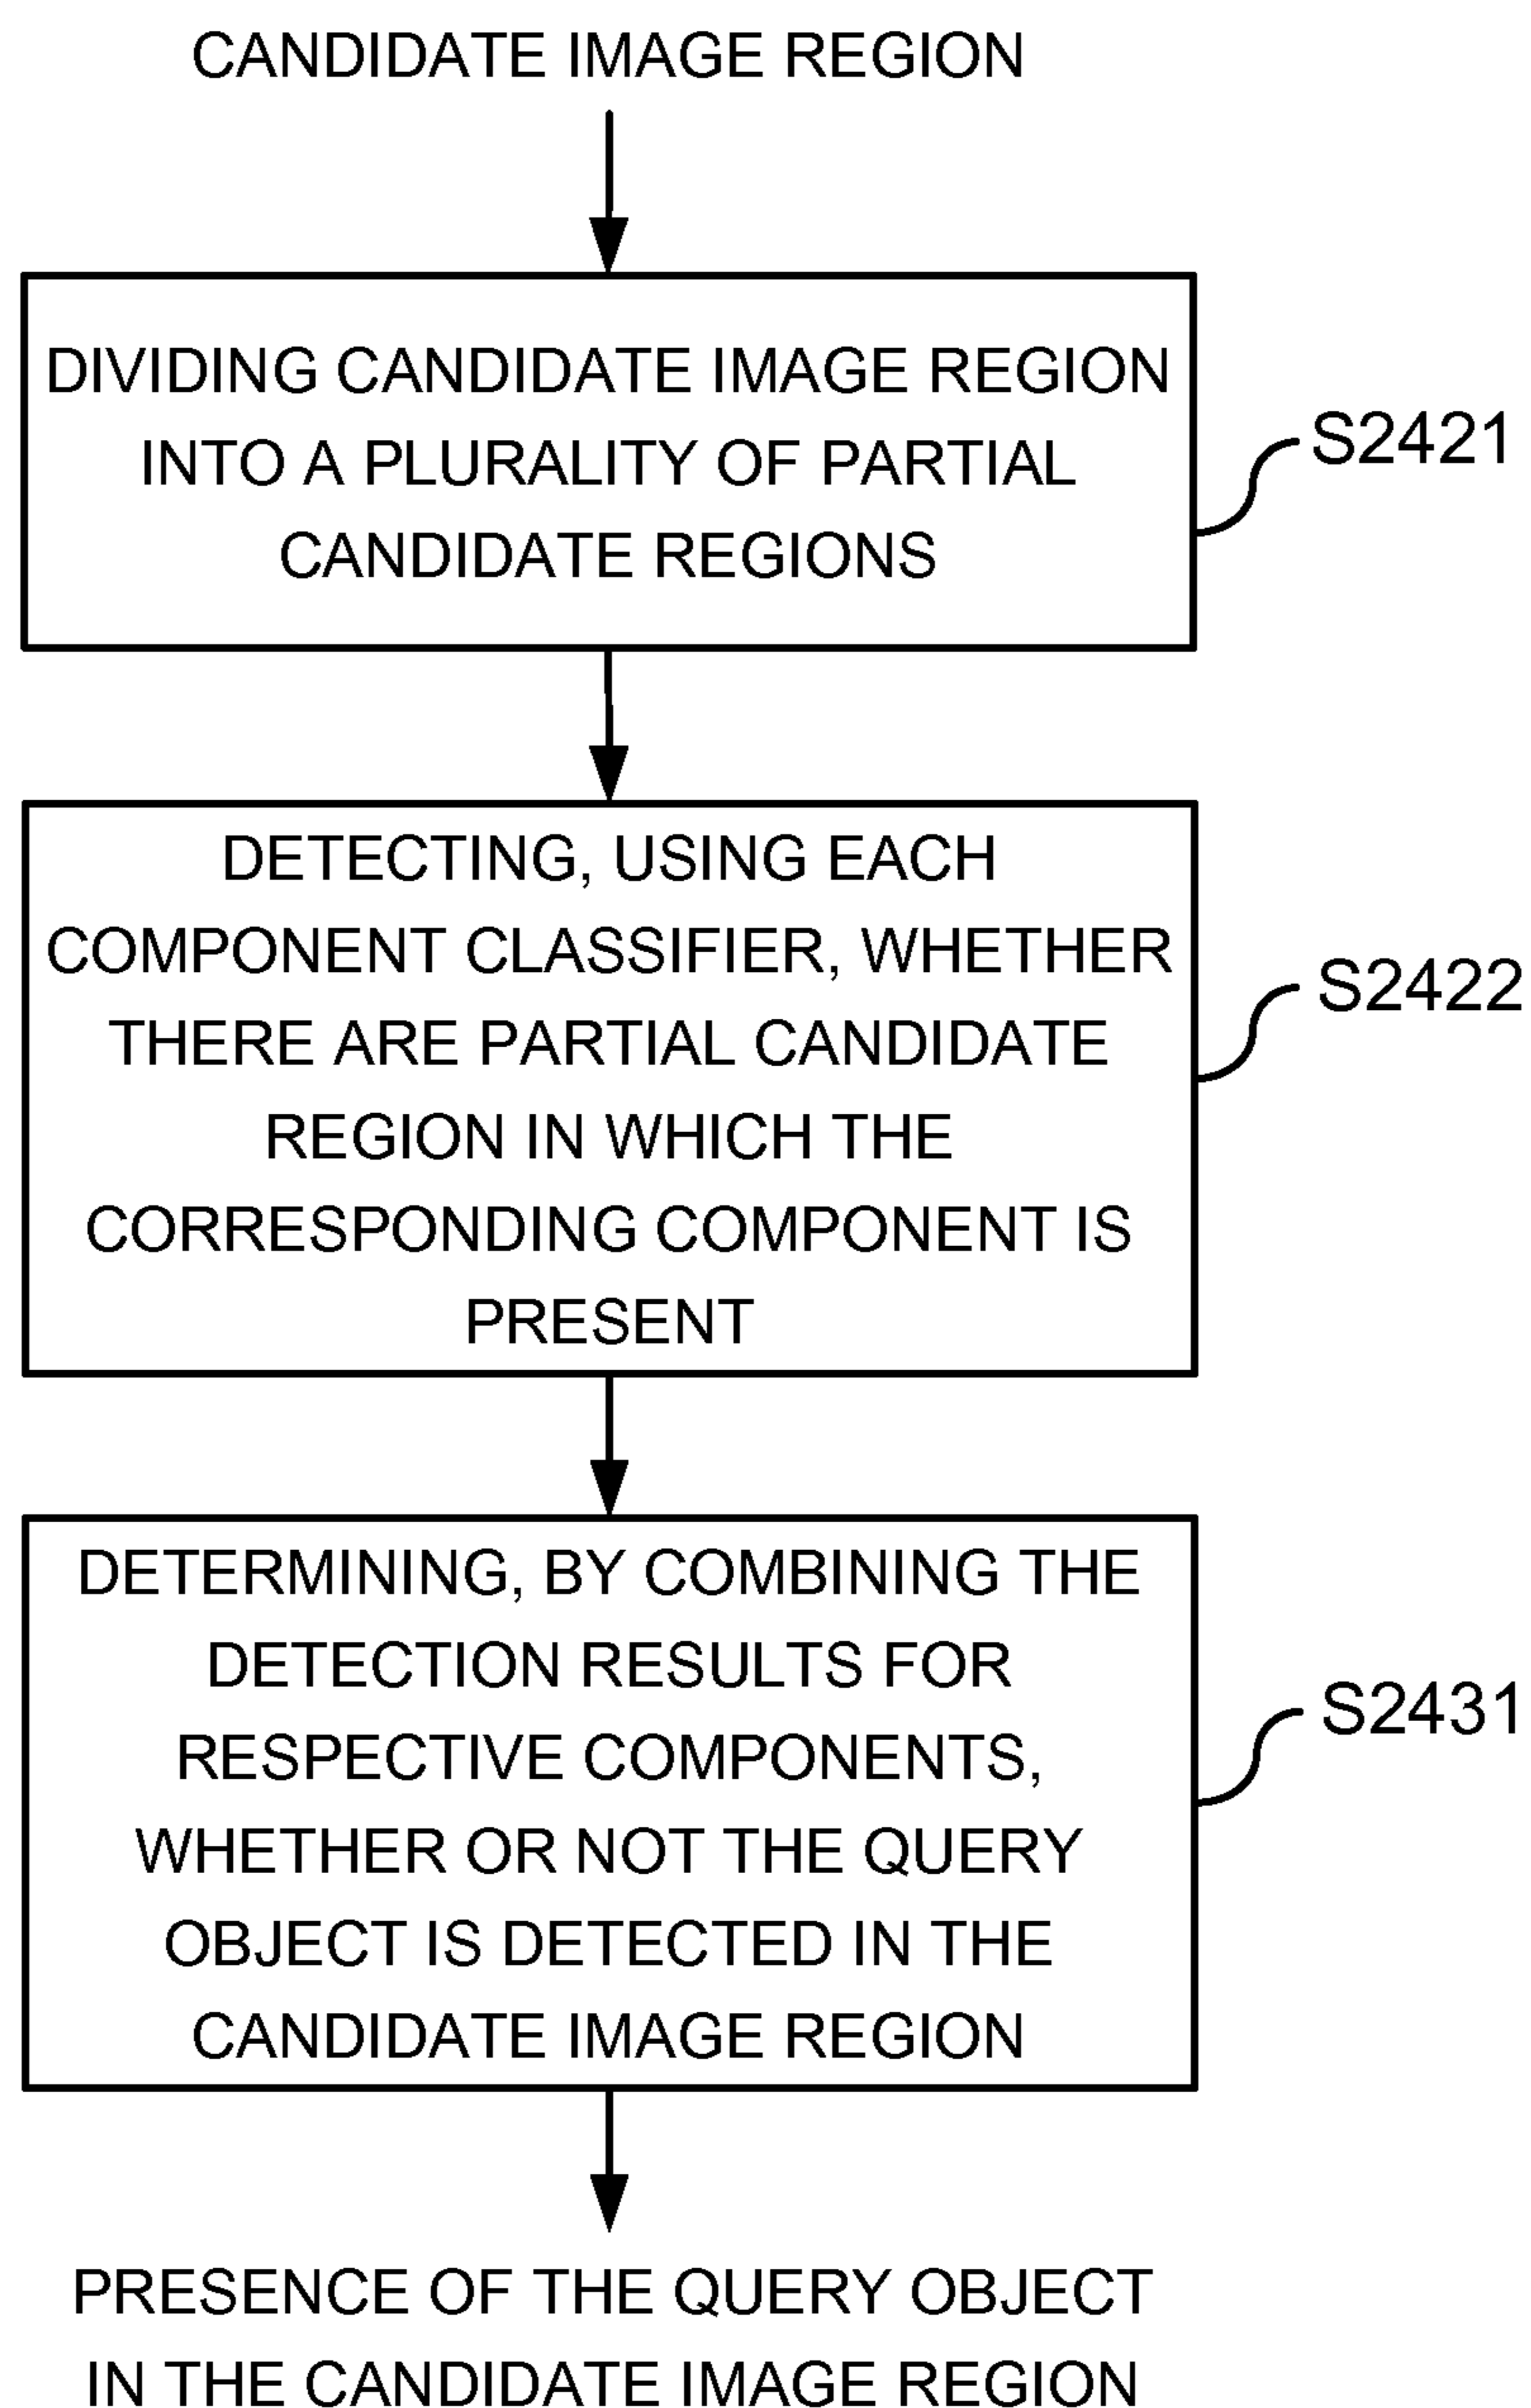 CANDIDATE IMAGE REGION
DIVIDING CANDIDATE IMAGE REGION
INTO A PLURALITY OF PARTIAL
CANDIDATE REGIONS
S2421
DETECTING, USING EACH
COMPONENT CLASSIFIER, WHETHER
THERE ARE PARTIAL CANDIDATE
REGION IN WHICH THE
CORRESPONDING COMPONENT IS
PRESENT
S2422
DETERMINING, BY COMBINING THE
DETECTION RESULTS FOR
RESPECTIVE COMPONENTS,
WHETHER OR NOT THE QUERY
OBJECT IS DETECTED IN THE
CANDIDATE IMAGE REGION
S2431
PRESENCE OF THE QUERY OBJECT
IN THE CANDIDATE IMAGE REGION